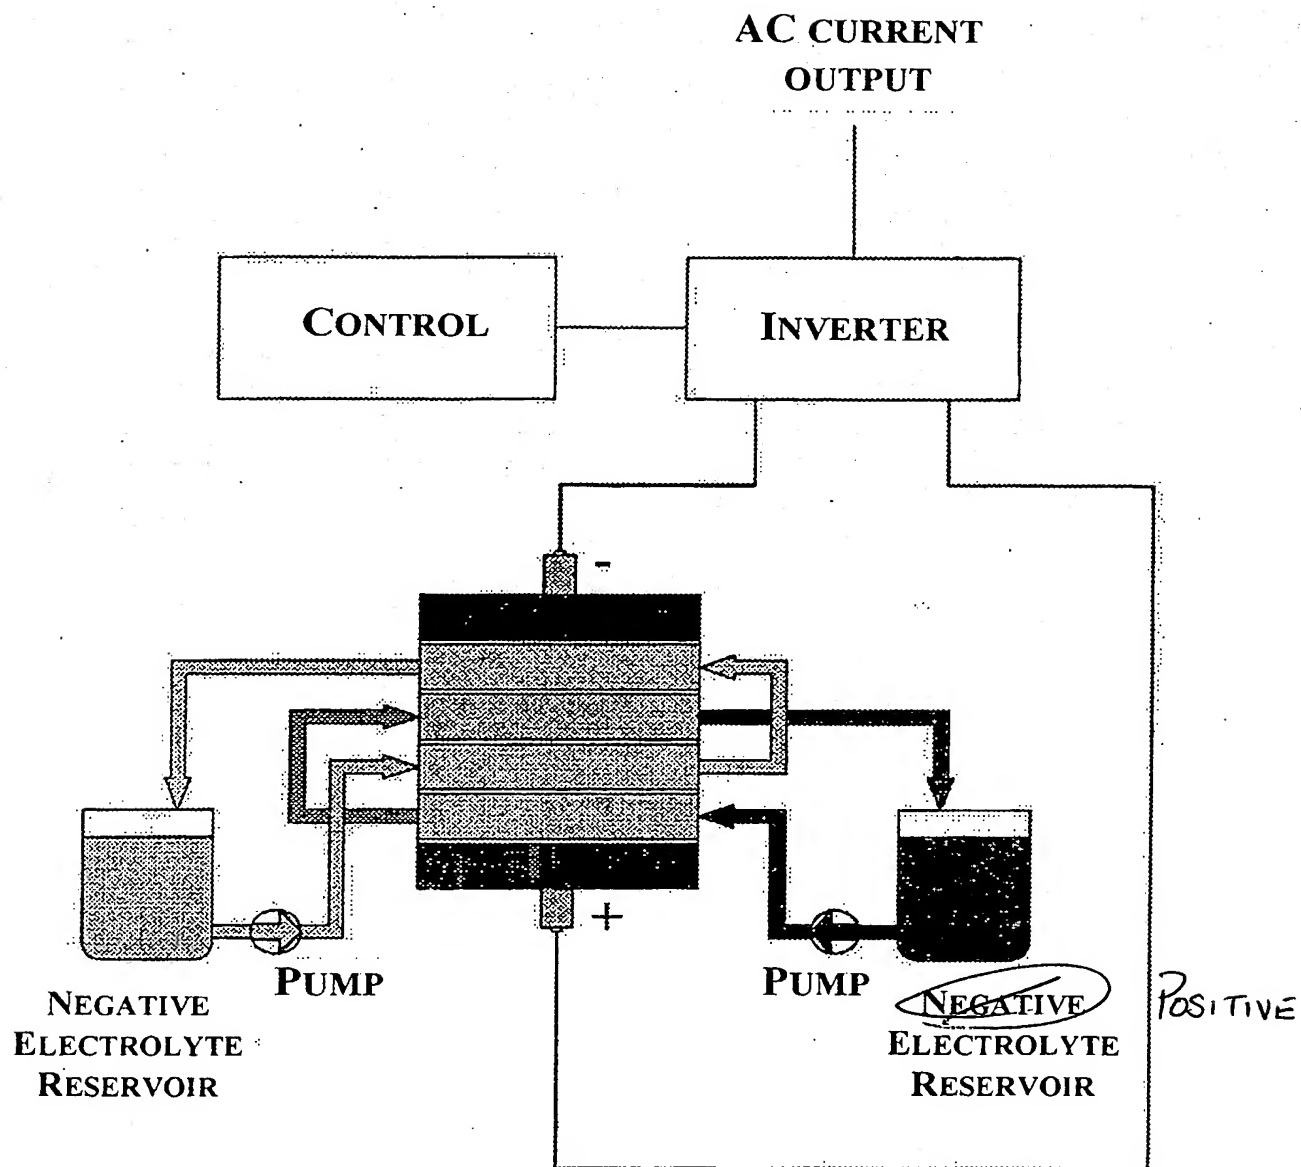 AC CURRENT
OUTPUT
CONTROL
INVERTER
-
+
PUMP
PUMP
NEGATIVE
ELECTROLYTE
RESERVOIR
NEGATIVE POSITIVE
ELECTROLYTE
RESERVOIR